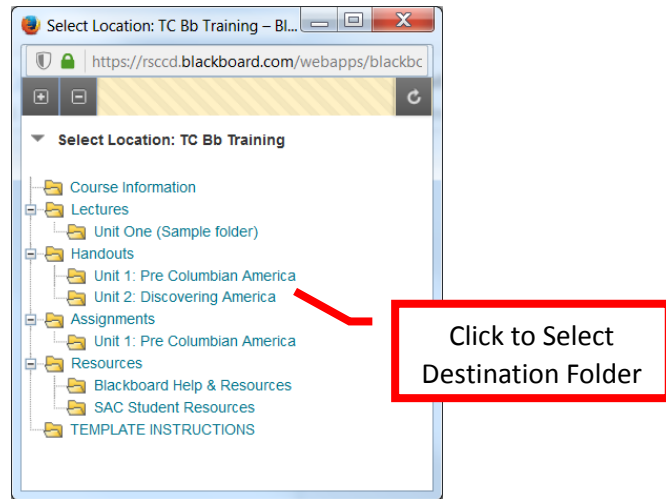 Select Location: TC Bb Training – Bl...
https://rsccd.blackboard.com/webapps/blackbc
Select Location: TC Bb Training
Course Information
Lectures
Unit One (Sample folder)
Handouts
Unit 1: Pre Columbian America
Unit 2: Discovering America
Assignments
Unit 1: Pre Columbian America
Resources
Blackboard Help & Resources
SAC Student Resources
TEMPLATE INSTRUCTIONS
Click to Select
Destination Folder